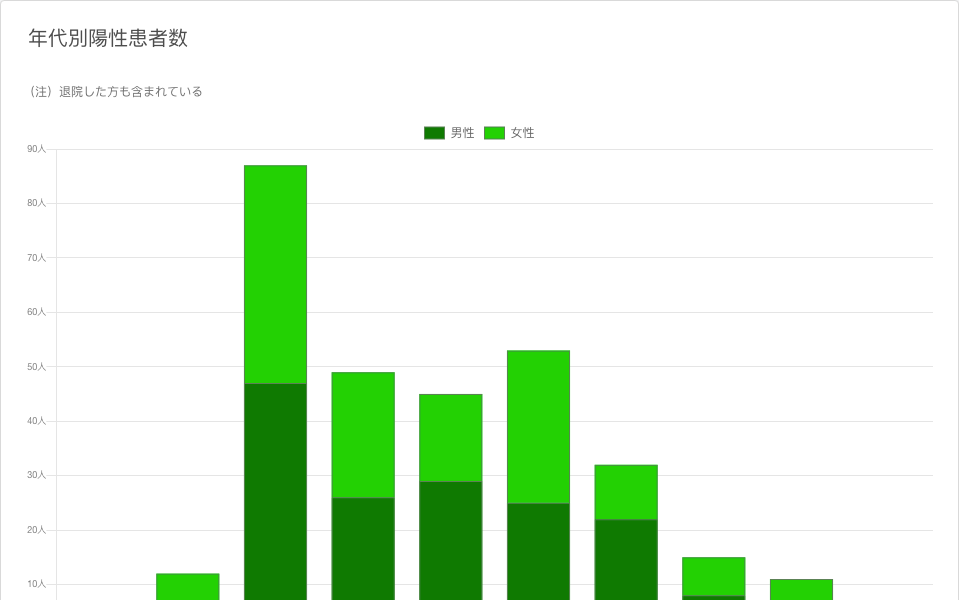 年代別陽性患者数
（注）退院した方も含まれている
男性 女性
90人
80人
70人
60人
50人
40人
30人
20人
10人